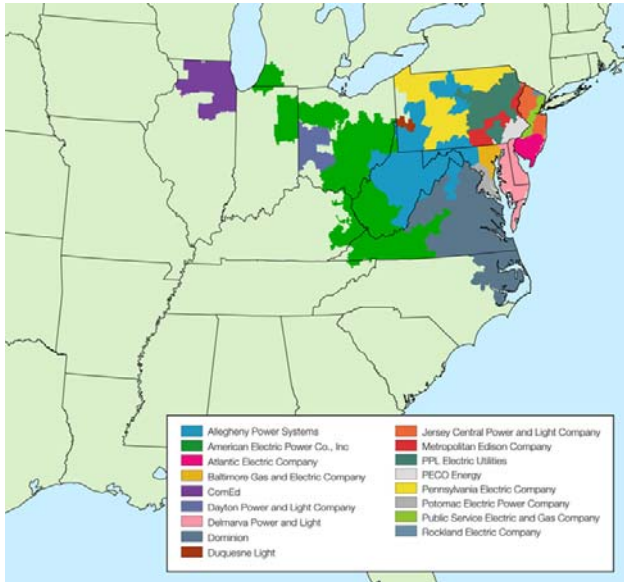 Allegheny Power Systems
American Electric Power Co., Inc
Atlantic Electric Company
Baltimore Gas and Electric Company
ComEd
Dayton Power and Light Company
Delmarva Power and Light
Dominion
Duquesne Light
Jersey Central Power and Light Company
Metropolitan Edison Company
PPL Electric Utilities
PECO Energy
Pennsylvania Electric Company
Potomac Electric Power Company
Public Service Electric and Gas Company
Rockland Electric Company